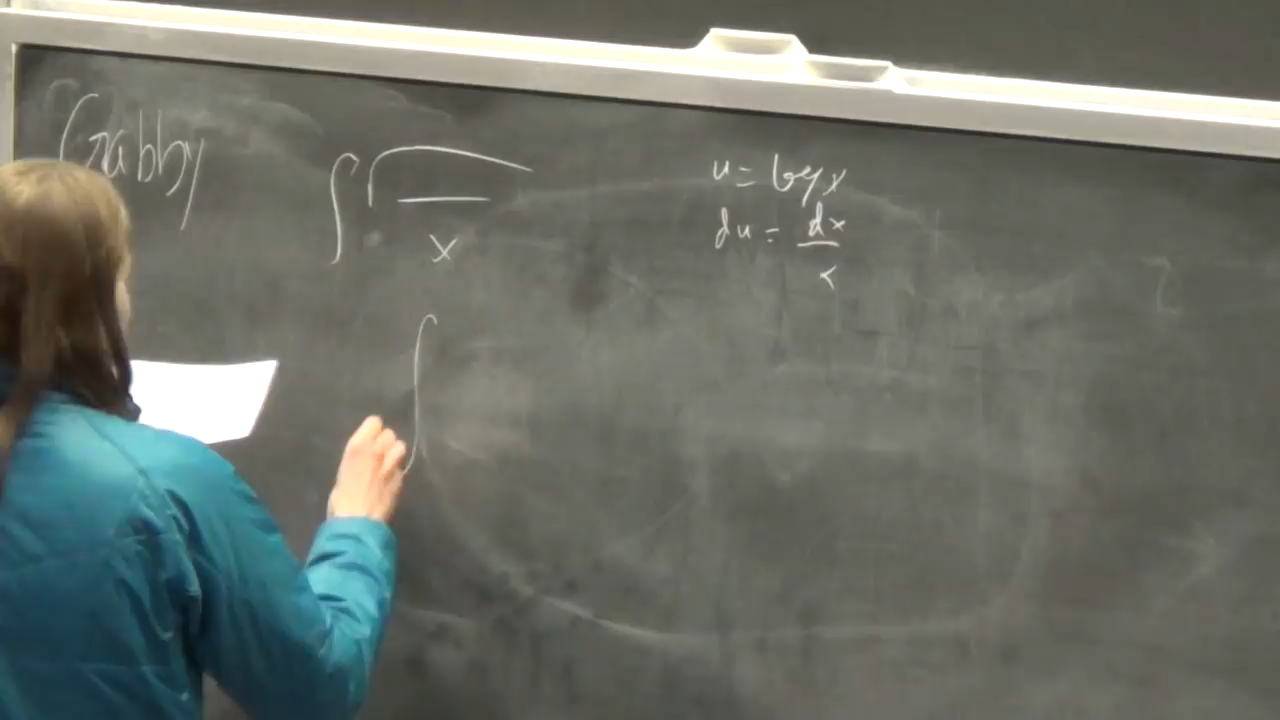 Gabby
∫ √‾ / x
u = log x
du = dx / x
∫